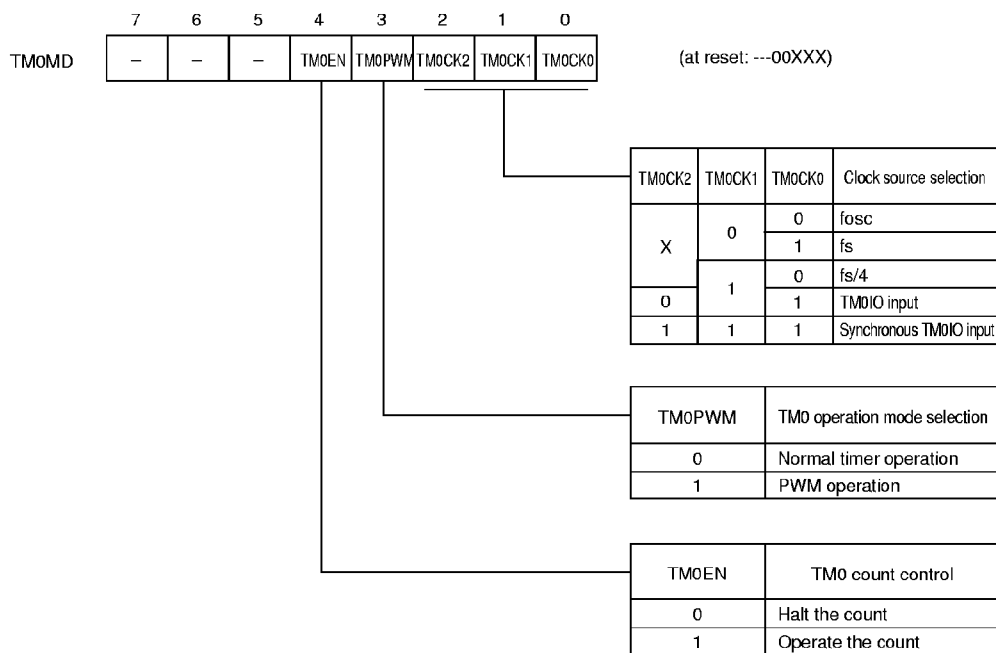 7 6 5 4 3 2 1 0
TM0MD – – – TM0EN TM0PWM TM0CK2 TM0CK1 TM0CK0 (at reset: ---00XXX)
TM0CK2 TM0CK1 TM0CK0 Clock source selection
X 0 0 fosc
1 fs
1 0 fs/4
0 1 TM0IO input
1 1 1 Synchronous TM0IO input
TM0PWM TM0 operation mode selection
0 Normal timer operation
1 PWM operation
TM0EN TM0 count control
0 Halt the count
1 Operate the count